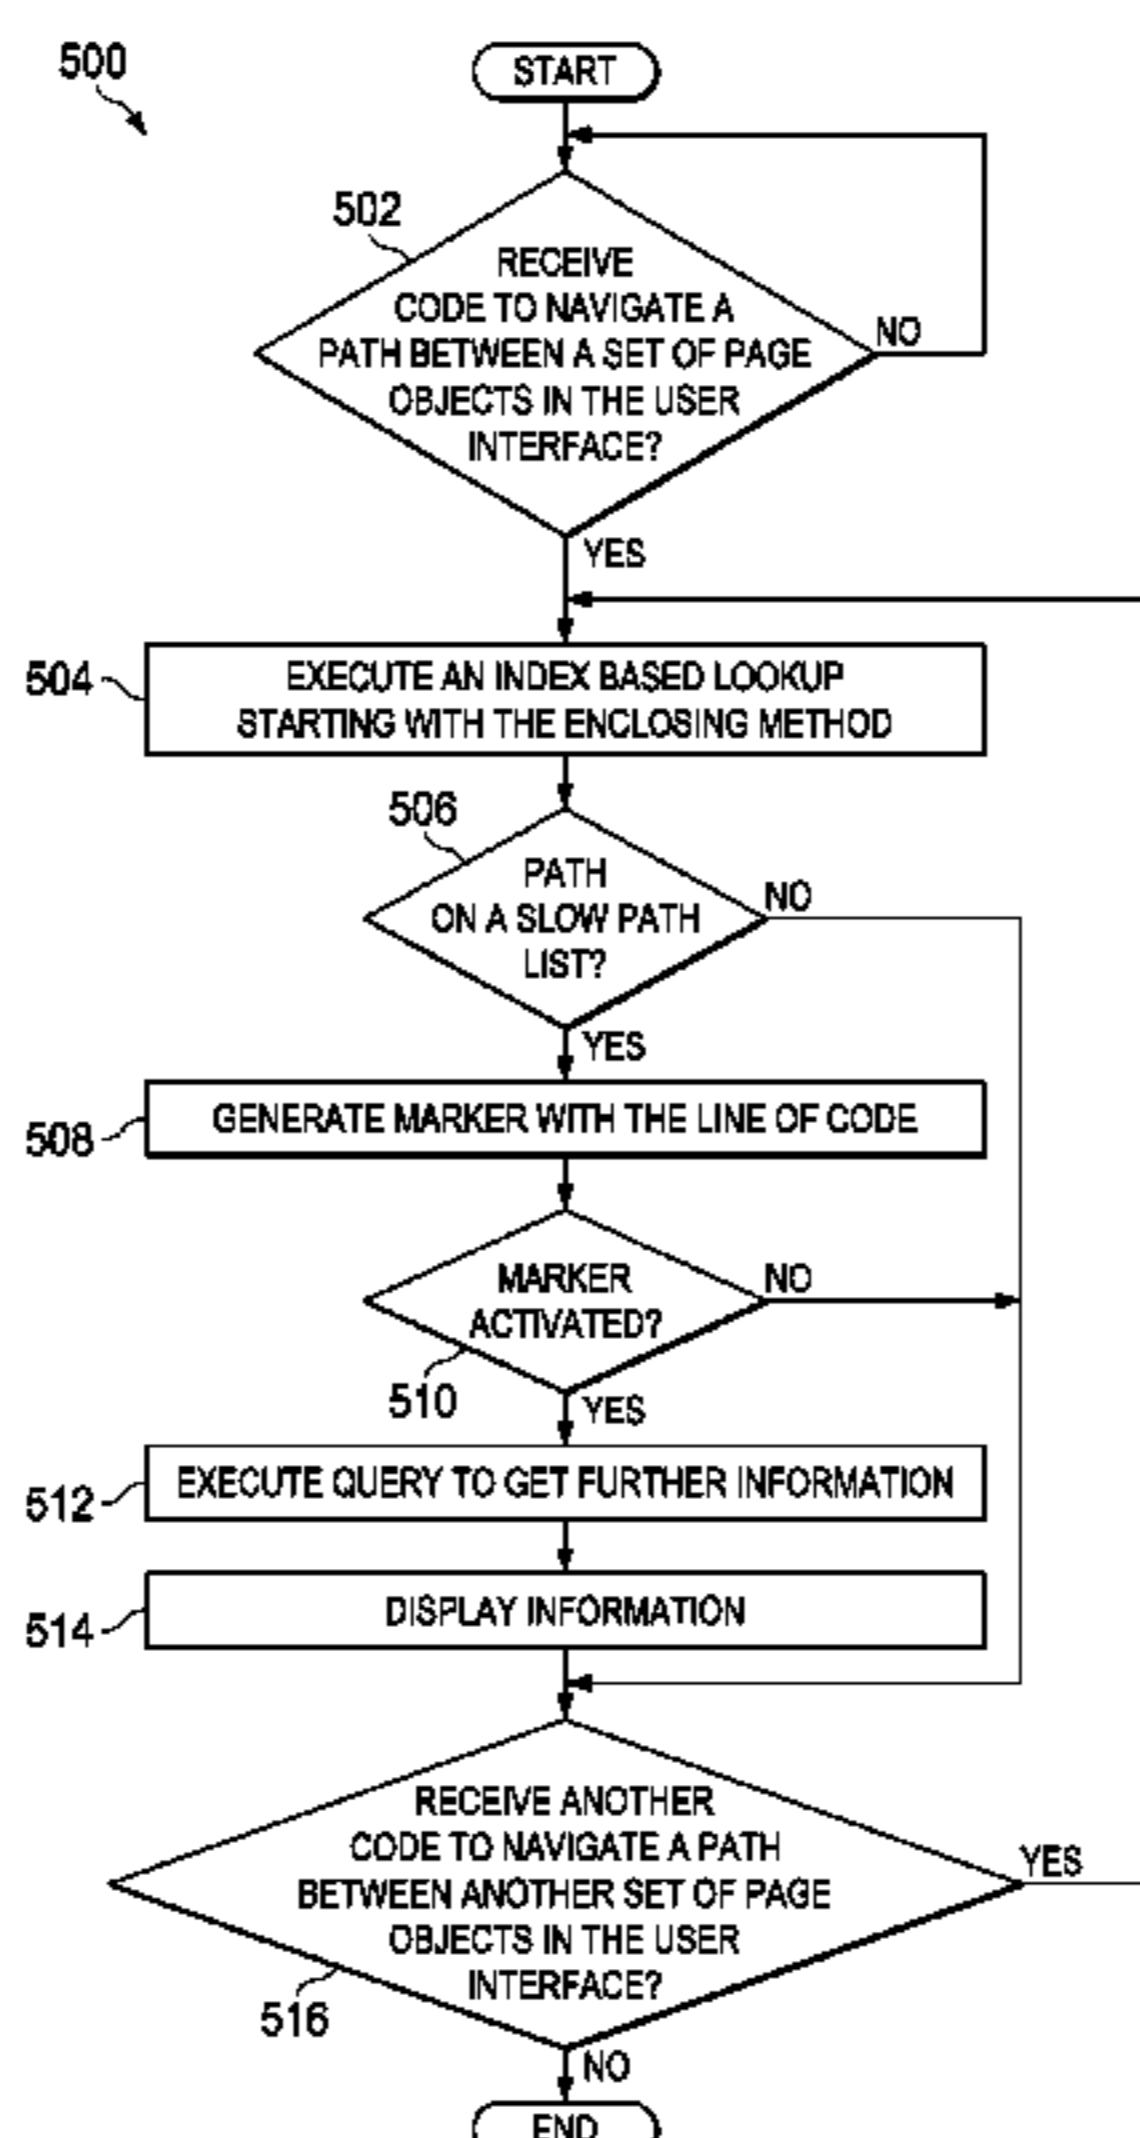 500
START
502
RECEIVE
CODE TO NAVIGATE A
PATH BETWEEN A SET OF PAGE
OBJECTS IN THE USER
INTERFACE?
NO
YES
504
EXECUTE AN INDEX BASED LOOKUP
STARTING WITH THE ENCLOSING METHOD
506
PATH
ON A SLOW PATH
LIST?
NO
YES
508
GENERATE MARKER WITH THE LINE OF CODE
MARKER
ACTIVATED?
NO
510
YES
512
EXECUTE QUERY TO GET FURTHER INFORMATION
514
DISPLAY INFORMATION
RECEIVE ANOTHER
CODE TO NAVIGATE A PATH
BETWEEN ANOTHER SET OF PAGE
OBJECTS IN THE USER
INTERFACE?
YES
516
NO
END